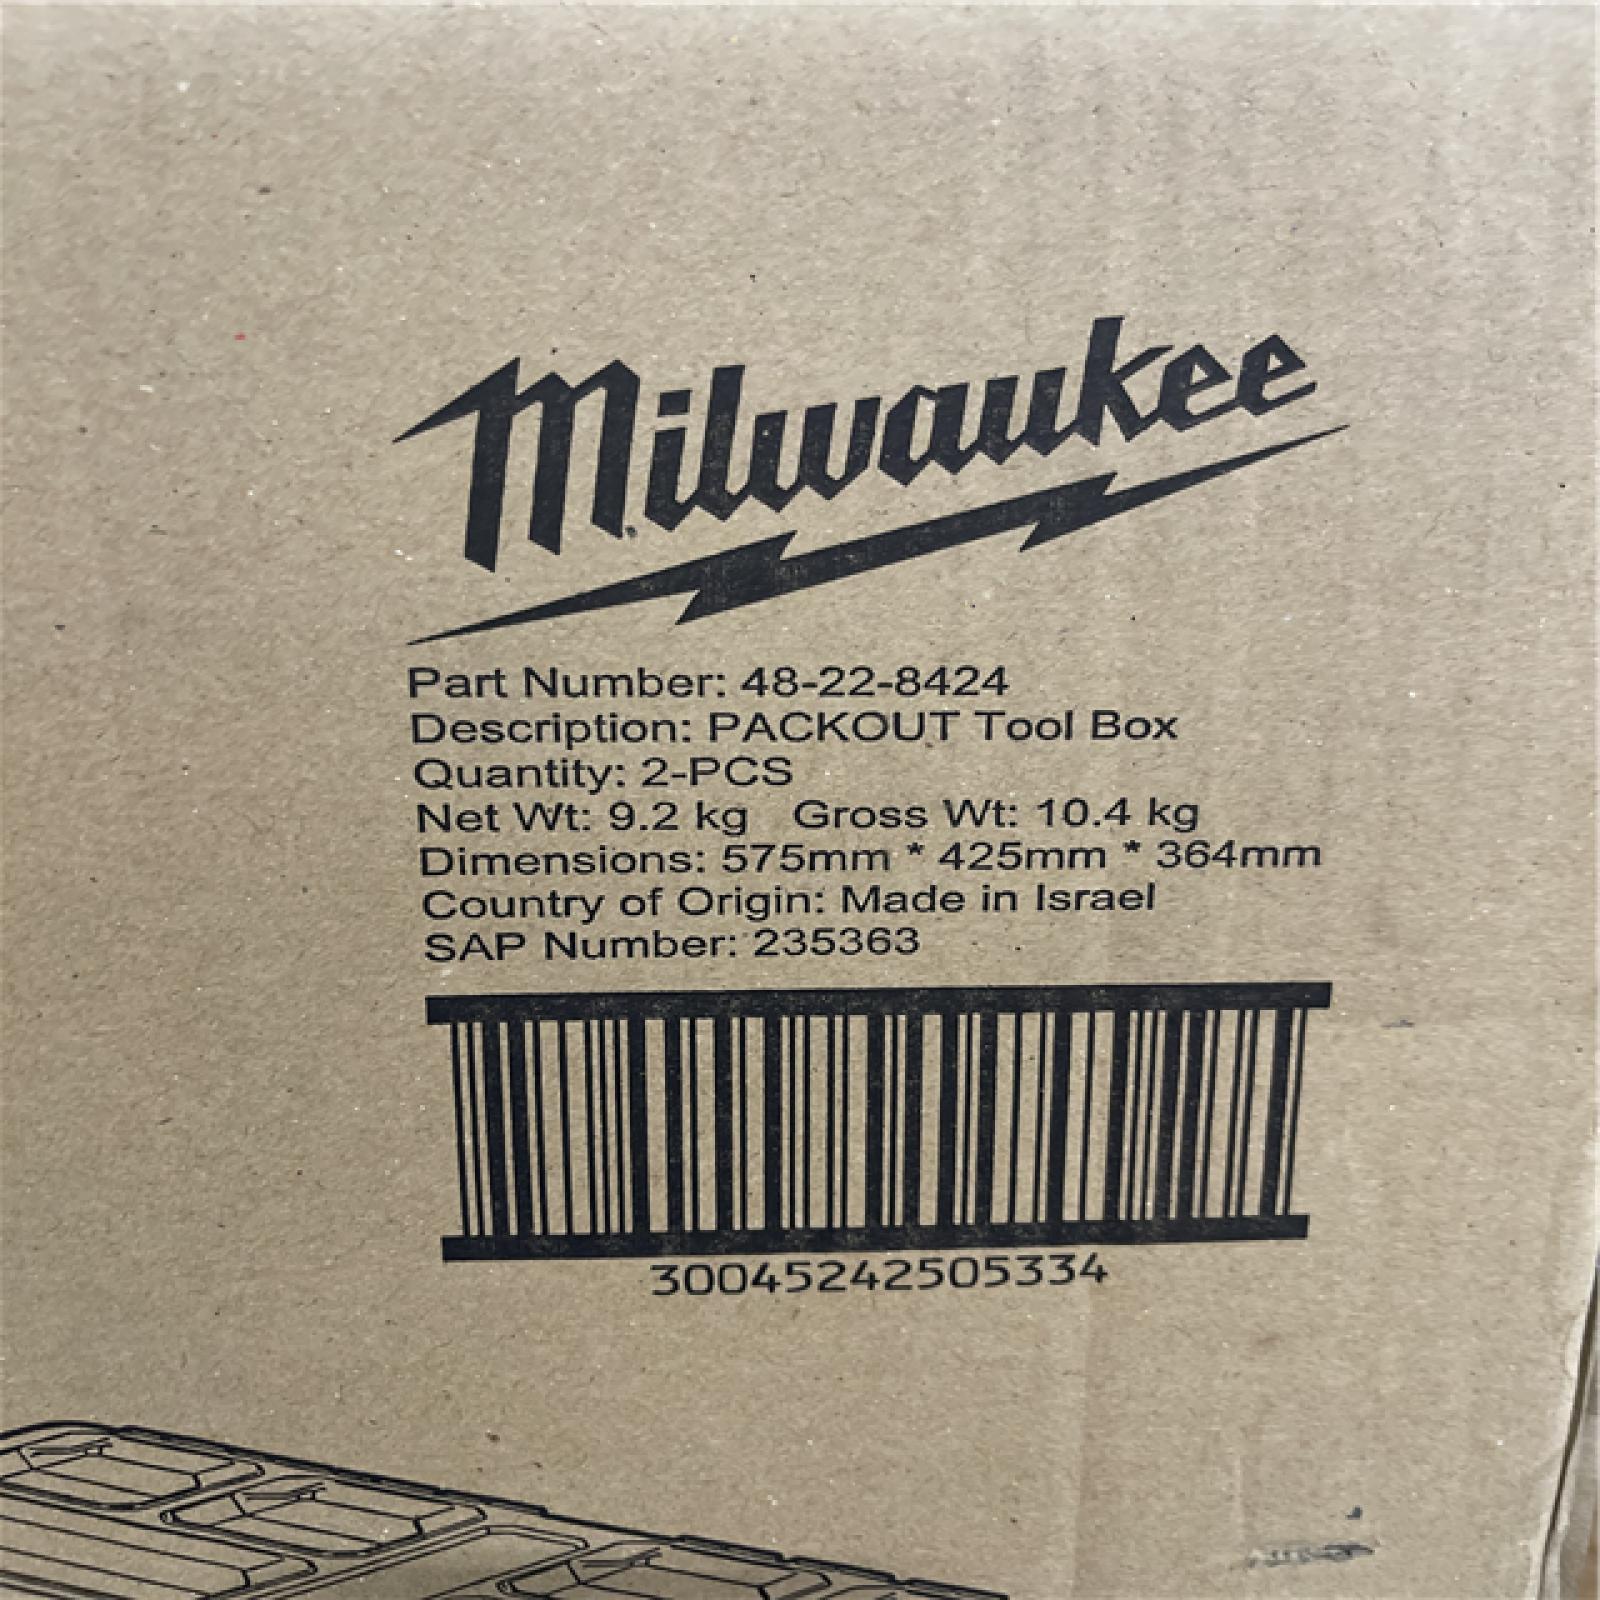 Milwaukee
Part Number: 48-22-8424
Description: PACKOUT Tool Box
Quantity: 2-PCS
Net Wt: 9.2 kg Gross Wt: 10.4 kg
Dimensions: 575mm * 425mm * 364mm
Country of Origin: Made in Israel
SAP Number: 235363
30045242505334